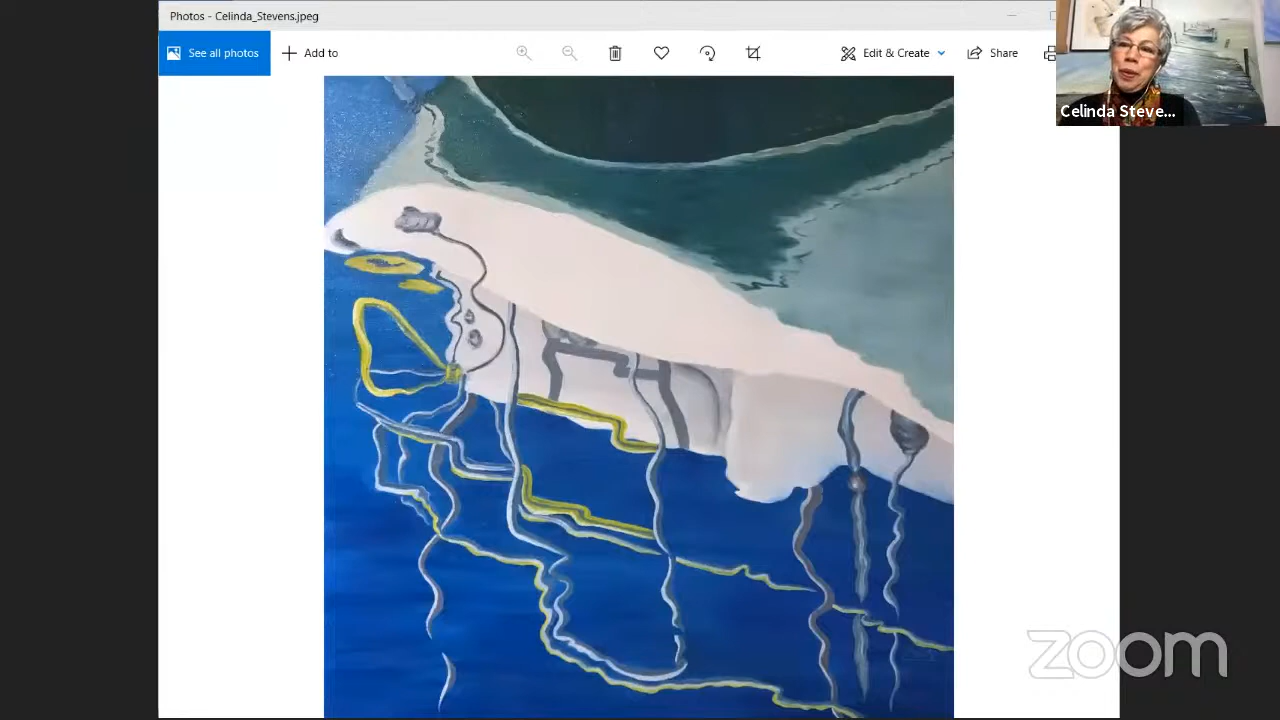 Photos - Celinda_Stevens.jpeg
See all photos
Add to
Edit & Create
Share
Celinda Steve...
zoom